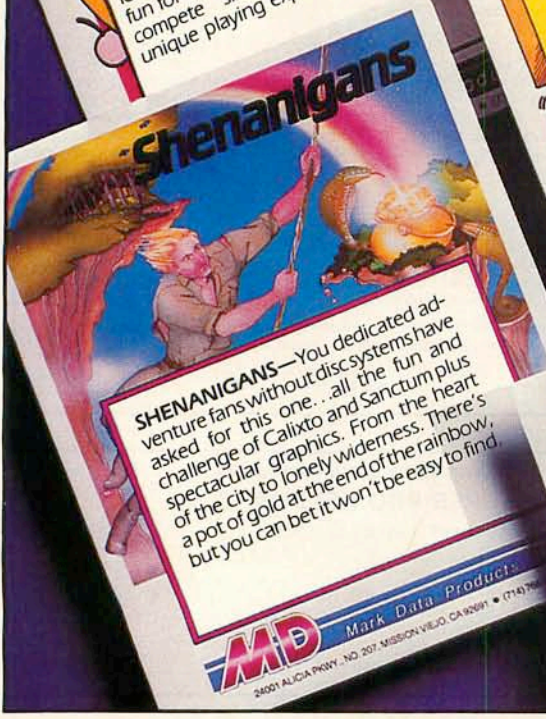 fun for
compete
unique playing exp
Shenanigans
SHENANIGANS—You dedicated ad-
venture fans without disc systems have
asked for this one. . .all the fun and
challenge of Calixto and Sanctum plus
spectacular graphics. From the heart
of the city to lonely widerness. There's
a pot of gold at the end of the rainbow,
but you can bet it won't be easy to find.
MD Mark Data Products
24001 ALICIA PKWY., NO. 207, MISSION VIEJO, CA 92691 • (714) 76